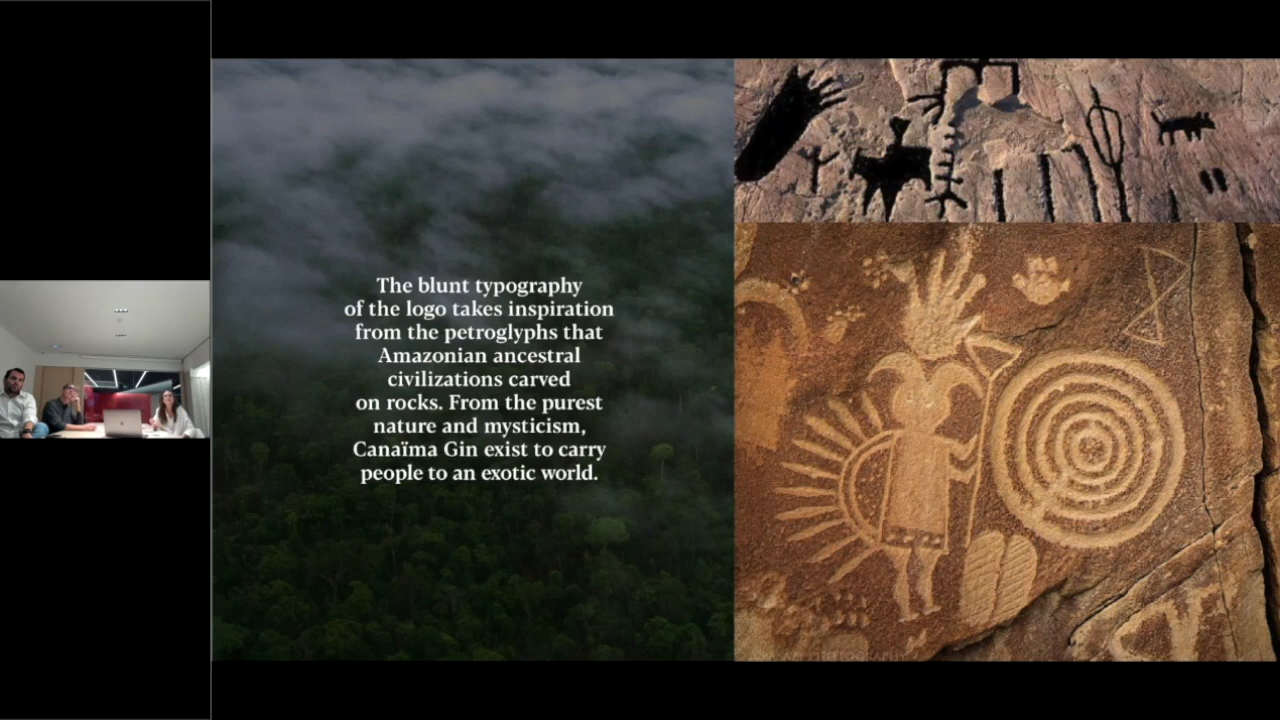 The blunt typography
of the logo takes inspiration
from the petroglyphs that
Amazonian ancestral
civilizations carved
on rocks. From the purest
nature and mysticism,
Canaïma Gin exist to carry
people to an exotic world.